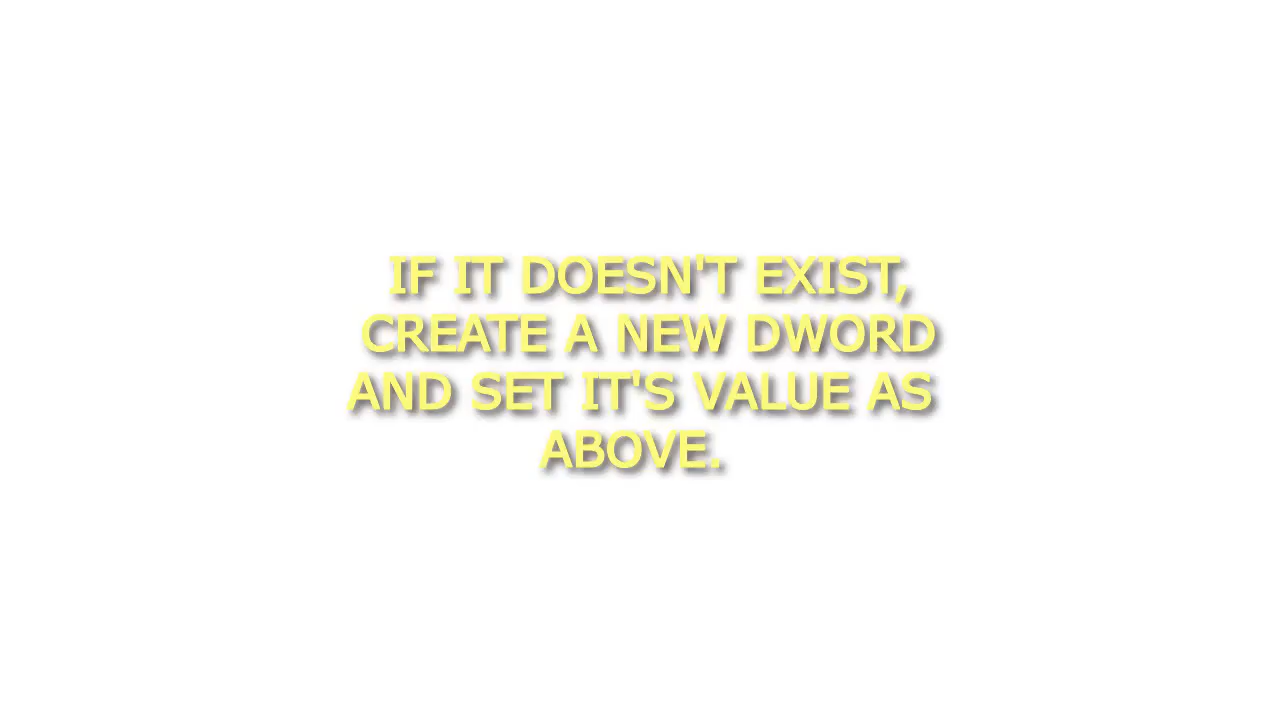 IF IT DOESN'T EXIST,
CREATE A NEW DWORD
AND SET IT'S VALUE AS
ABOVE.